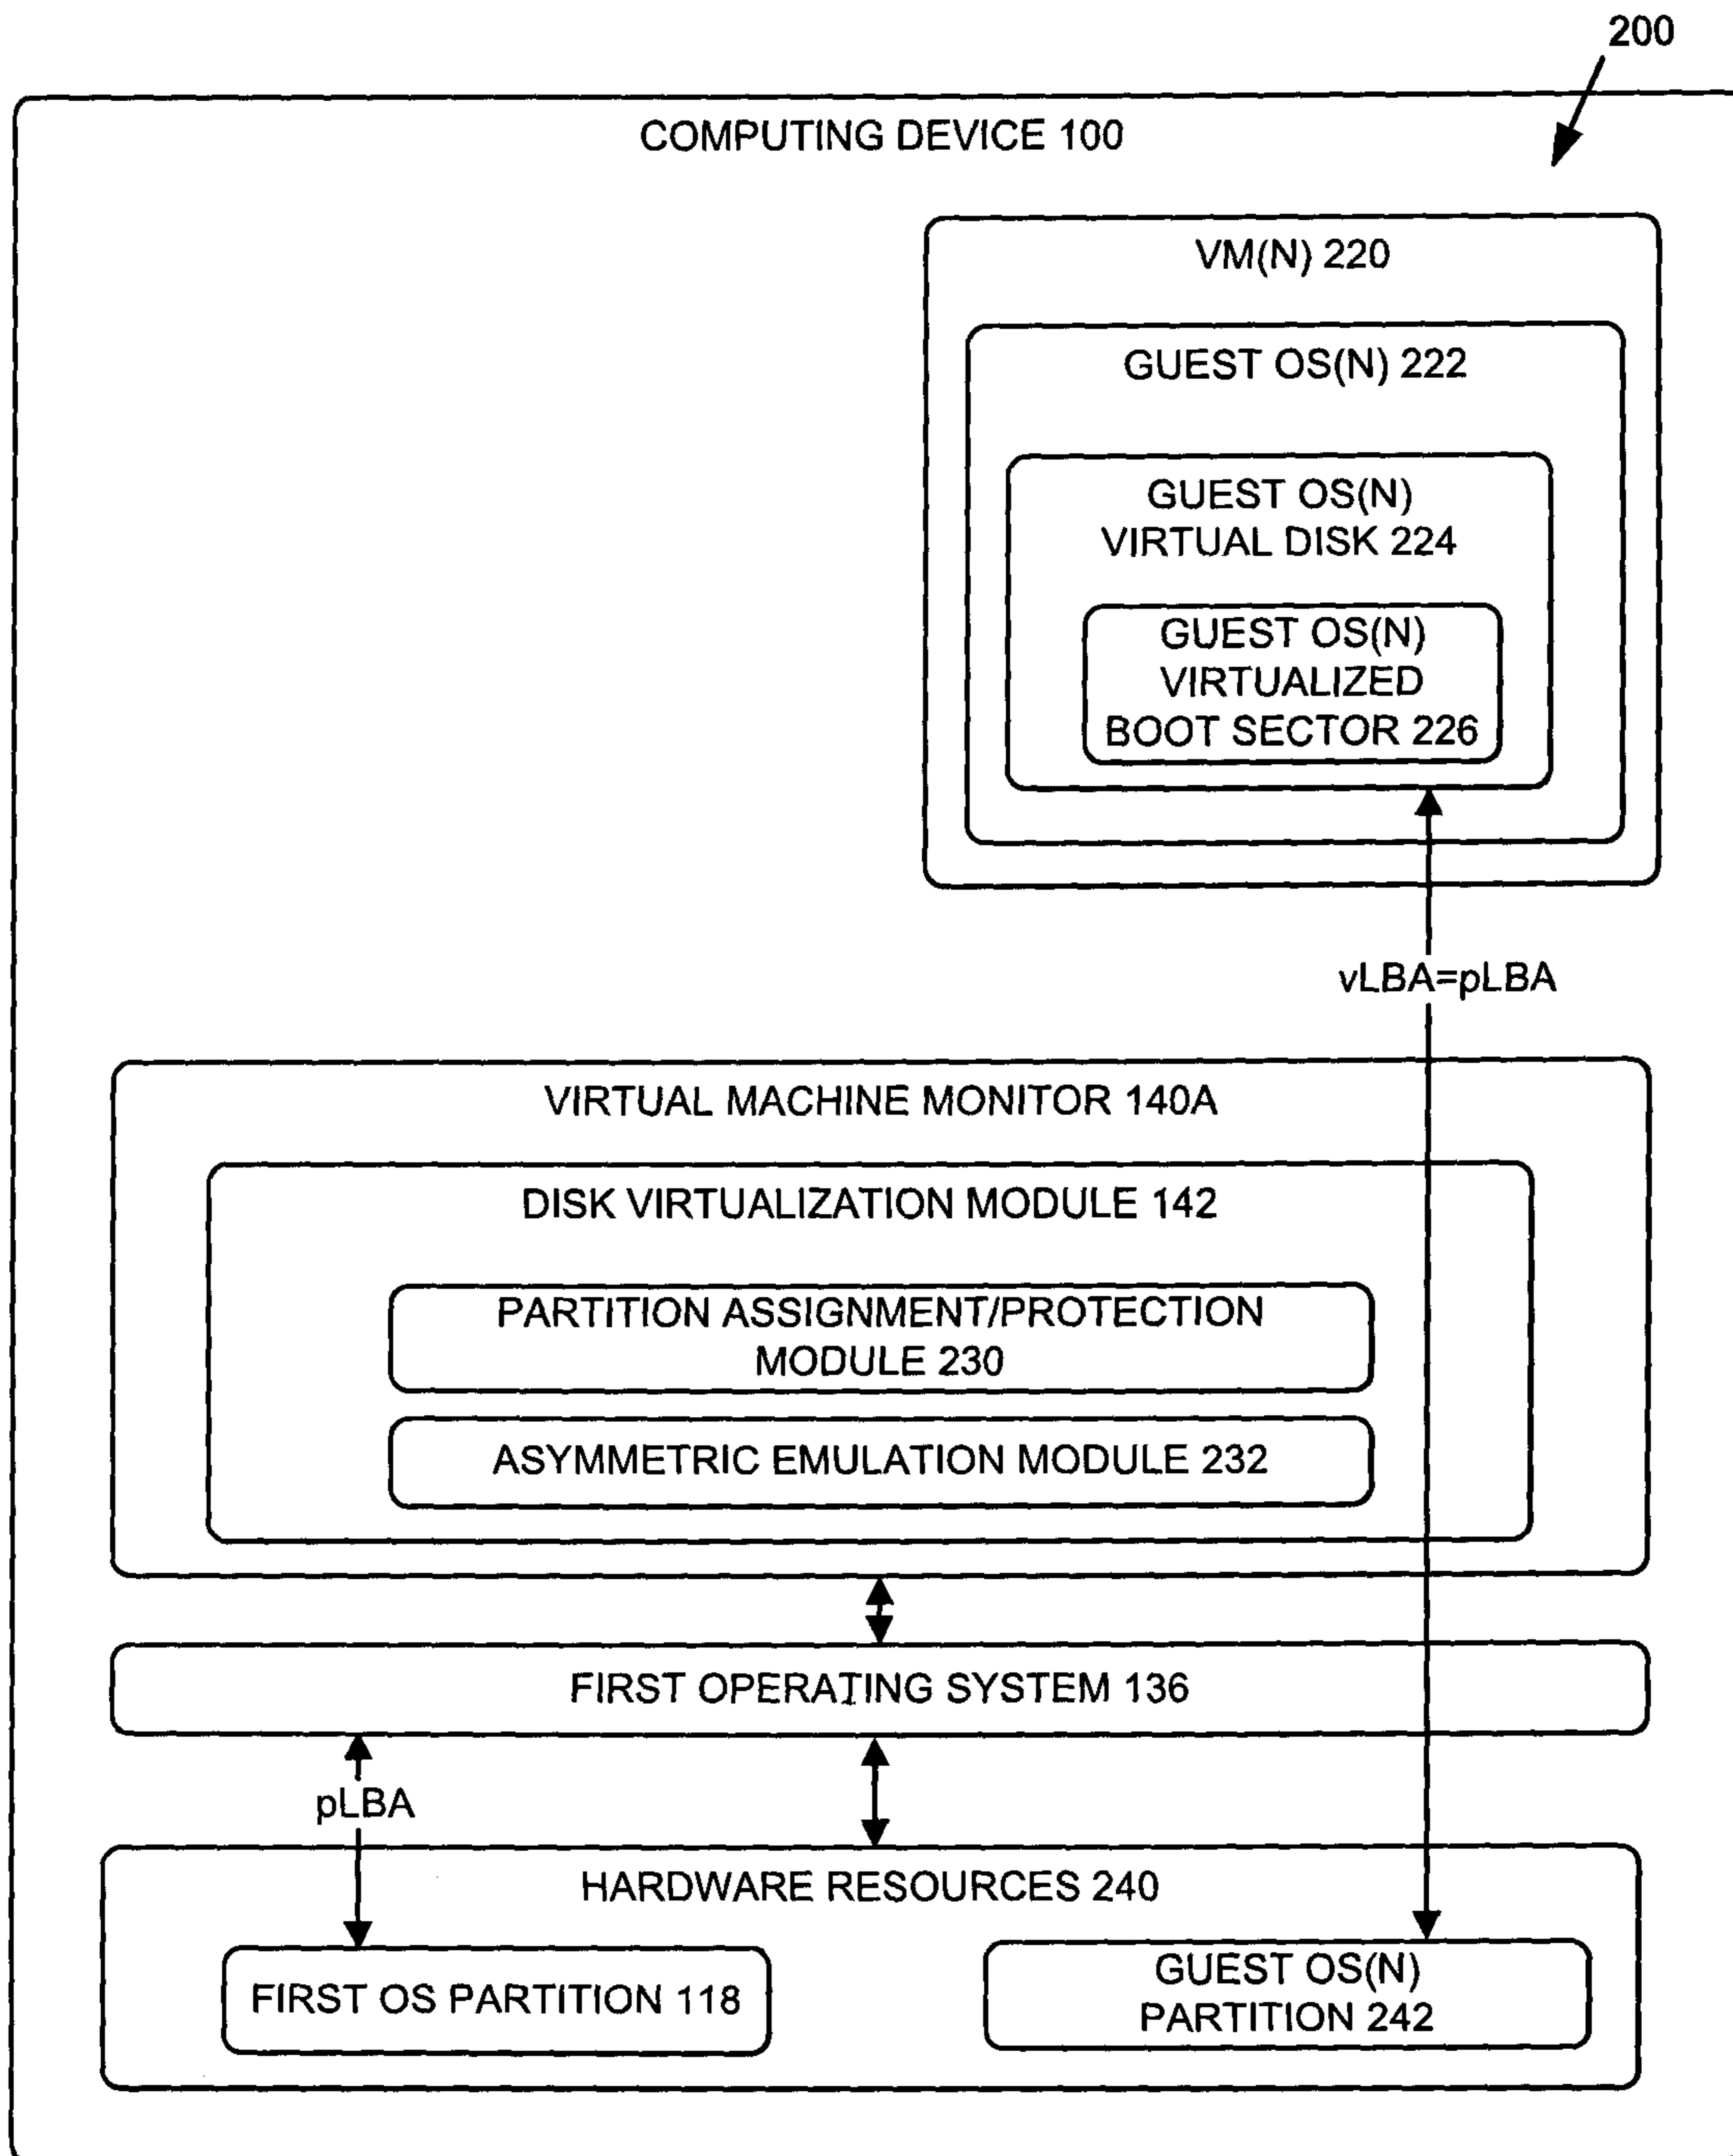 200
COMPUTING DEVICE 100
VM(N) 220
GUEST OS(N) 222
GUEST OS(N)
VIRTUAL DISK 224
GUEST OS(N)
VIRTUALIZED
BOOT SECTOR 226
vLBA=pLBA
VIRTUAL MACHINE MONITOR 140A
DISK VIRTUALIZATION MODULE 142
PARTITION ASSIGNMENT/PROTECTION
MODULE 230
ASYMMETRIC EMULATION MODULE 232
FIRST OPERATING SYSTEM 136
pLBA
HARDWARE RESOURCES 240
FIRST OS PARTITION 118
GUEST OS(N)
PARTITION 242